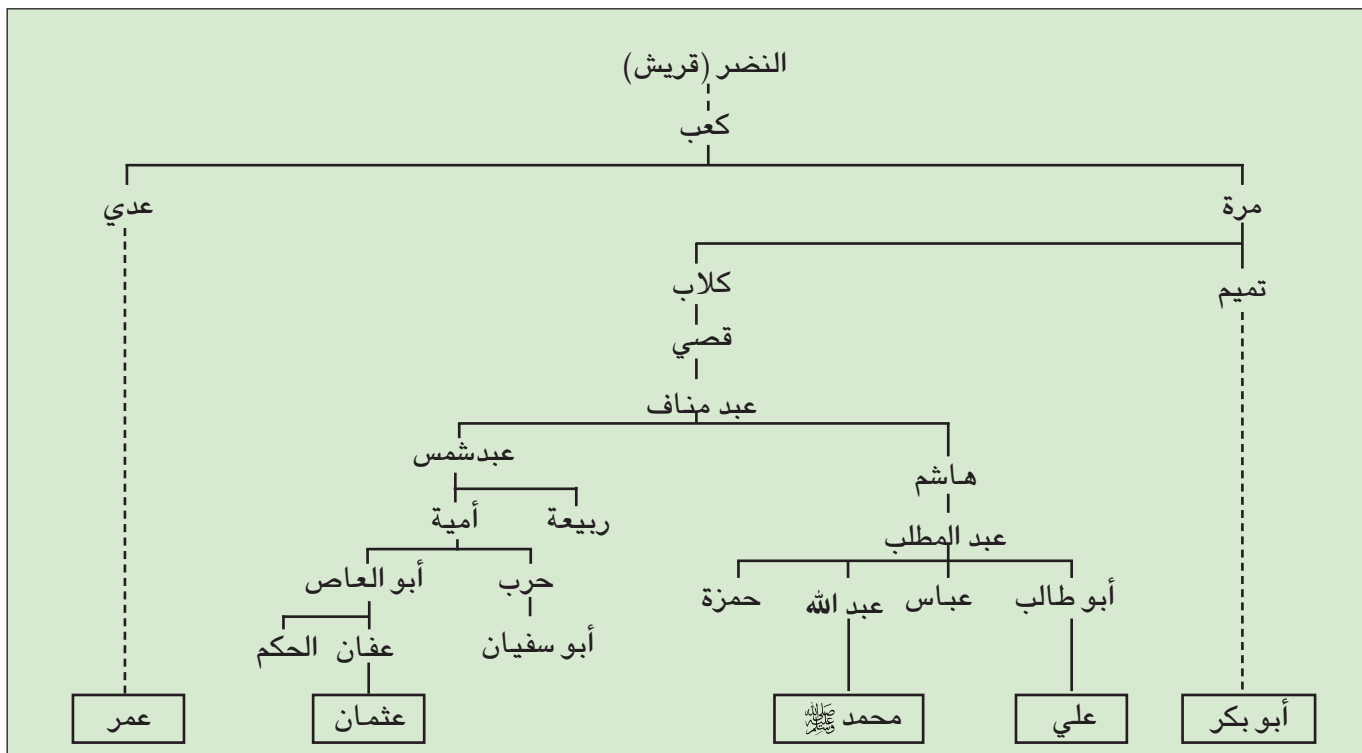 النضر (قريش)
كعب
مرة عدي
تميم كلاب
قصي
عبد مناف
هاشم عبدشمس
ربيعة أمية
عبد المطلب
أبو طالب عباس عبد الله حمزة حرب أبو العاص
أبو سفيان عفان الحكم
أبو بكر علي محمد ﷺ عثمان عمر